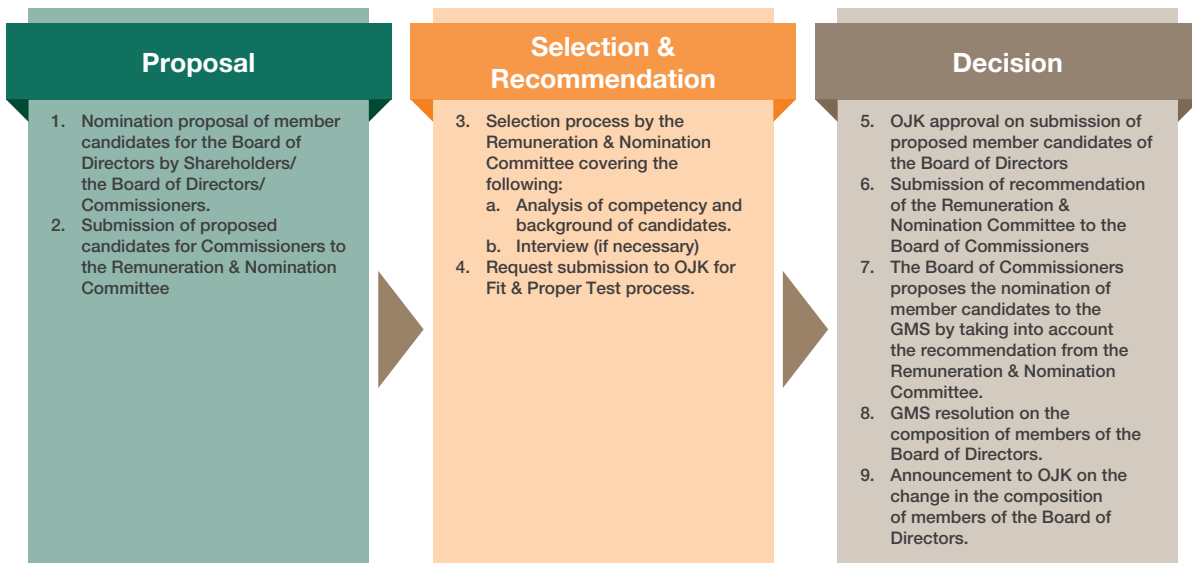 Proposal
1. Nomination proposal of member
candidates for the Board of
Directors by Shareholders/
the Board of Directors/
Commissioners.
2. Submission of proposed
candidates for Commissioners to
the Remuneration & Nomination
Committee
Selection &
Recommendation
3. Selection process by the
Remuneration & Nomination
Committee covering the
following:
a. Analysis of competency and
background of candidates.
b. Interview (if necessary)
4. Request submission to OJK for
Fit & Proper Test process.
Decision
5. OJK approval on submission of
proposed member candidates of
the Board of Directors
6. Submission of recommendation
of the Remuneration &
Nomination Committee to the
Board of Commissioners
7. The Board of Commissioners
proposes the nomination of
member candidates to the
GMS by taking into account
the recommendation from the
Remuneration & Nomination
Committee.
8. GMS resolution on the
composition of members of the
Board of Directors.
9. Announcement to OJK on the
change in the composition
of members of the Board of
Directors.